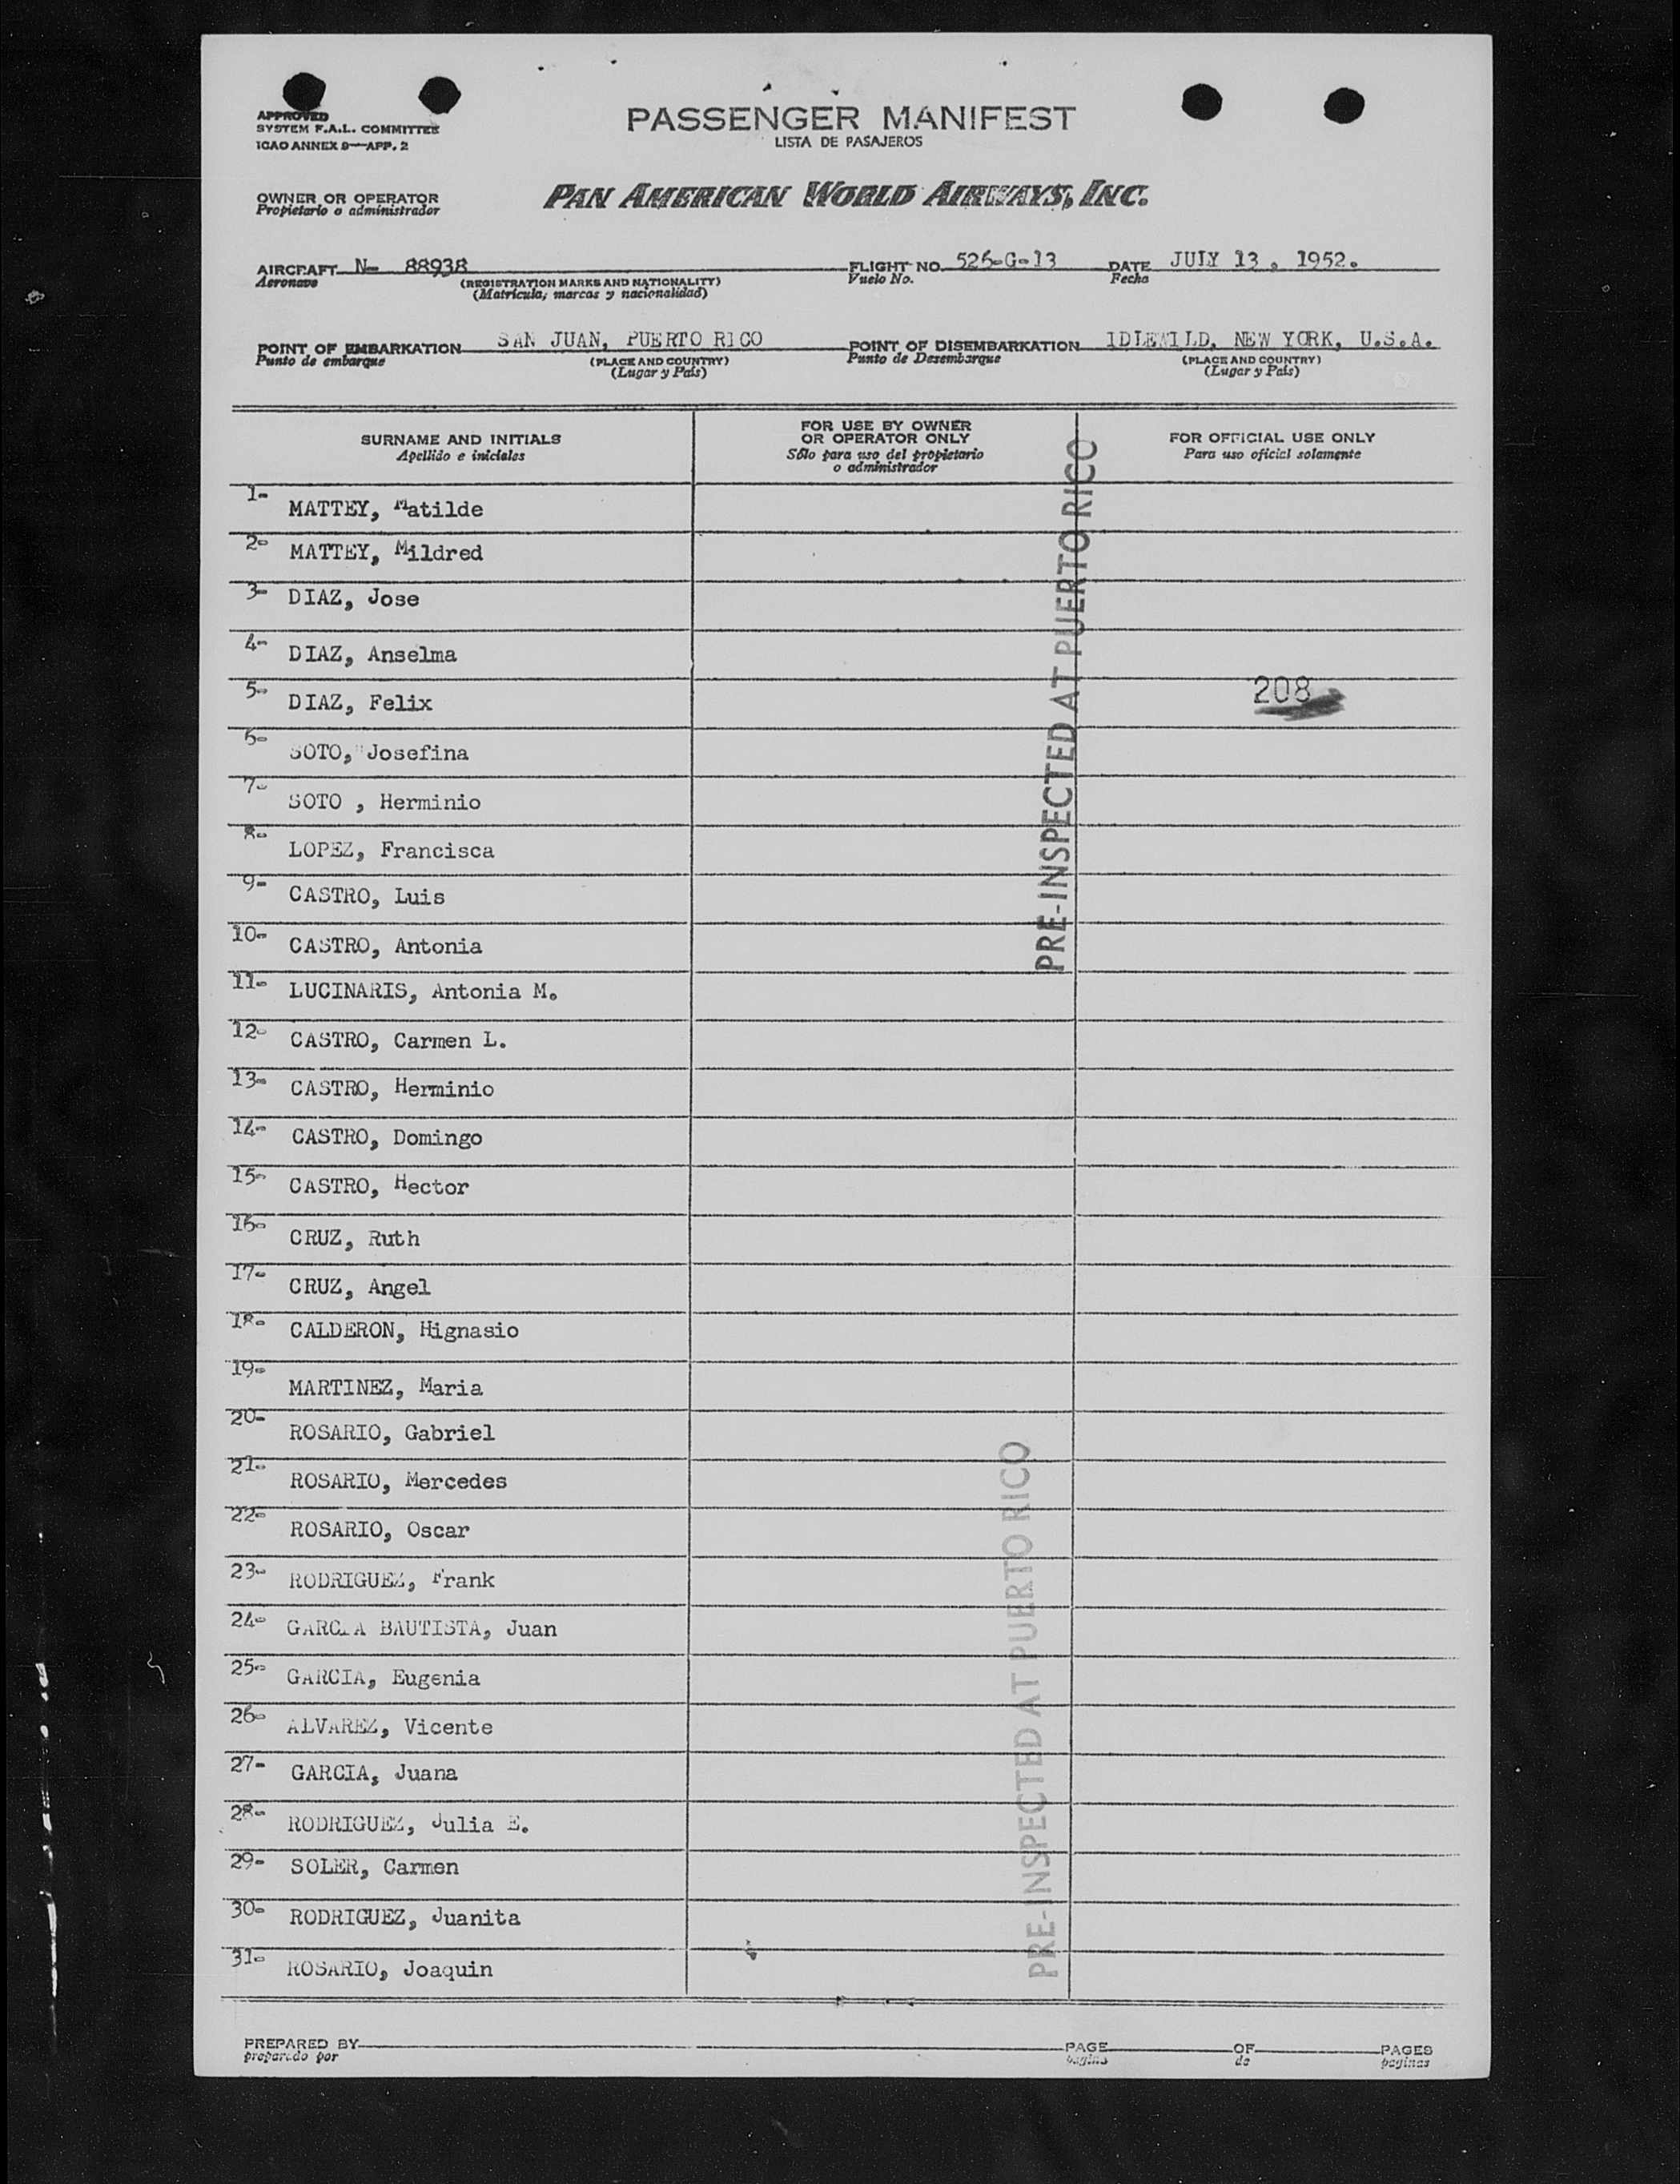 APPROVED
SYSTEM F.A.L. COMMITTEE
ICAO ANNEX 9—APP. 2
PASSENGER MANIFEST
LISTA DE PASAJEROS
OWNER OR OPERATOR
Propietario o administrador
PAN AMERICAN WORLD AIRWAYS, INC.
AIRCRAFT N- 88938
Aeronave
(REGISTRATION MARKS AND NATIONALITY)
(Matricula; marcas y nacionalidad)
FLIGHT NO. 526-G-13
Vuelo No.
DATE JULY 13, 1952.
Fecha
POINT OF EMBARKATION SAN JUAN, PUERTO RICO
Punto de embarque
(PLACE AND COUNTRY)
(Lugar y País)
POINT OF DISEMBARKATION IDLEWILD, NEW YORK, U.S.A.
Punto de Desembarque
(PLACE AND COUNTRY)
(Lugar y País)
SURNAME AND INITIALS
Apellido e iniciales
FOR USE BY OWNER
OR OPERATOR ONLY
Sólo para uso del propietario
o administrador
FOR OFFICIAL USE ONLY
Para uso oficial solamente
1- MATTEY, Matilde
2- MATTEY, Mildred
3- DIAZ, Jose
4- DIAZ, Anselma
5- DIAZ, Felix
208
6- SOTO, Josefina
7- SOTO , Herminio
8- LOPEZ, Francisca
9- CASTRO, Luis
10- CASTRO, Antonia
PRE-INSPECTED AT PUERTO RICO
11- LUCINARIS, Antonia M.
12- CASTRO, Carmen L.
13- CASTRO, Herminio
14- CASTRO, Domingo
15- CASTRO, Hector
16- CRUZ, Ruth
17- CRUZ, Angel
18- CALDERON, Hignasio
19- MARTINEZ, Maria
20- ROSARIO, Gabriel
21- ROSARIO, Mercedes
22- ROSARIO, Oscar
23- RODRIGUEZ, Frank
24- GARCIA BAUTISTA, Juan
25- GARCIA, Eugenia
26- ALVAREZ, Vicente
27- GARCIA, Juana
28- RODRIGUEZ, Julia E.
29- SOLER, Carmen
30- RODRIGUEZ, Juanita
31- ROSARIO, Joaquin
PRE-INSPECTED AT PUERTO RICO
PREPARED BY
preparado por
PAGE OF PAGES
pagina de paginas